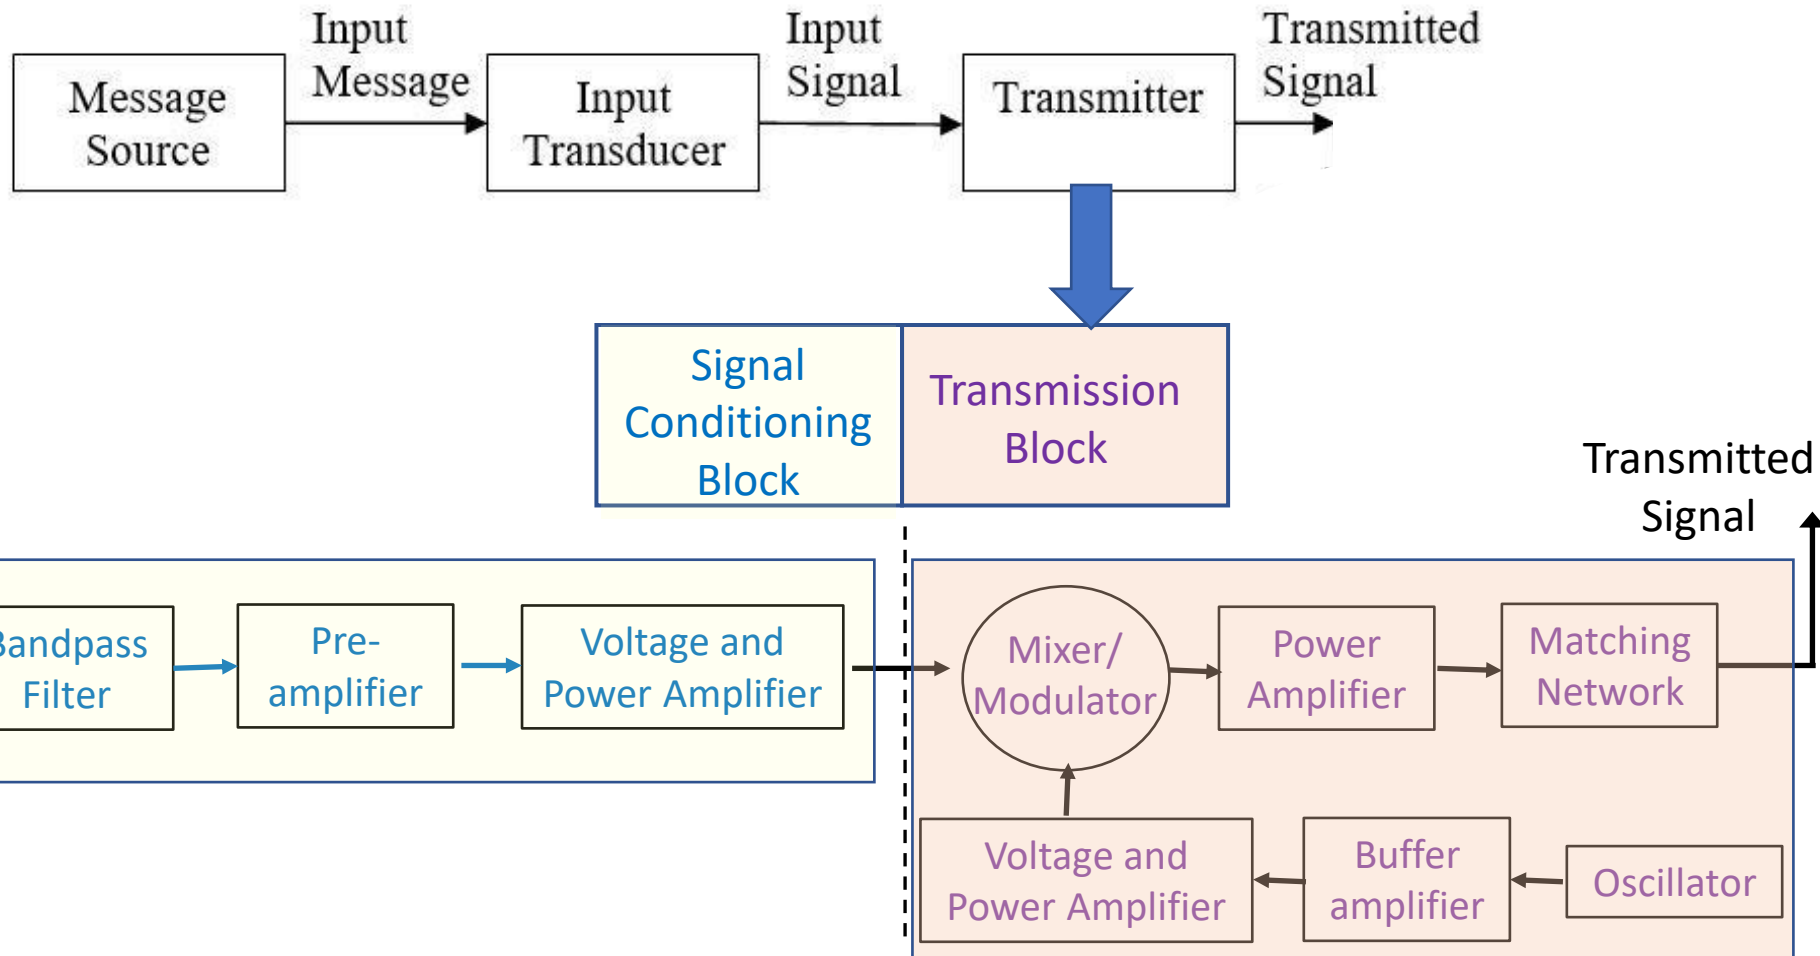 Input
Message
Input
Signal
Transmitted
Signal
Message
Source
Input
Transducer
Transmitter
Signal
Conditioning
Block
Transmission
Block
Transmitted
Signal
Bandpass
Filter
Pre-
amplifier
Voltage and
Power Amplifier
Mixer/
Modulator
Power
Amplifier
Matching
Network
Voltage and
Power Amplifier
Buffer
amplifier
Oscillator